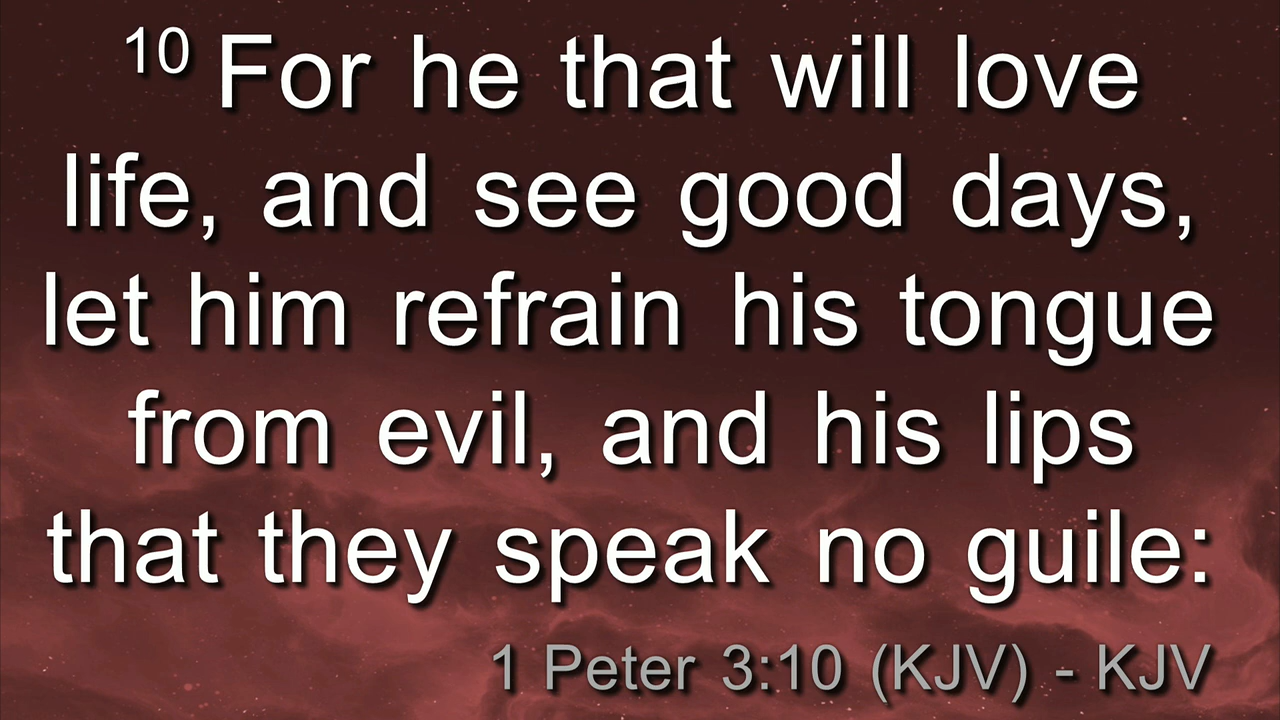 10 For he that will love
life, and see good days,
let him refrain his tongue
from evil, and his lips
that they speak no guile:
1 Peter 3:10 (KJV) - KJV